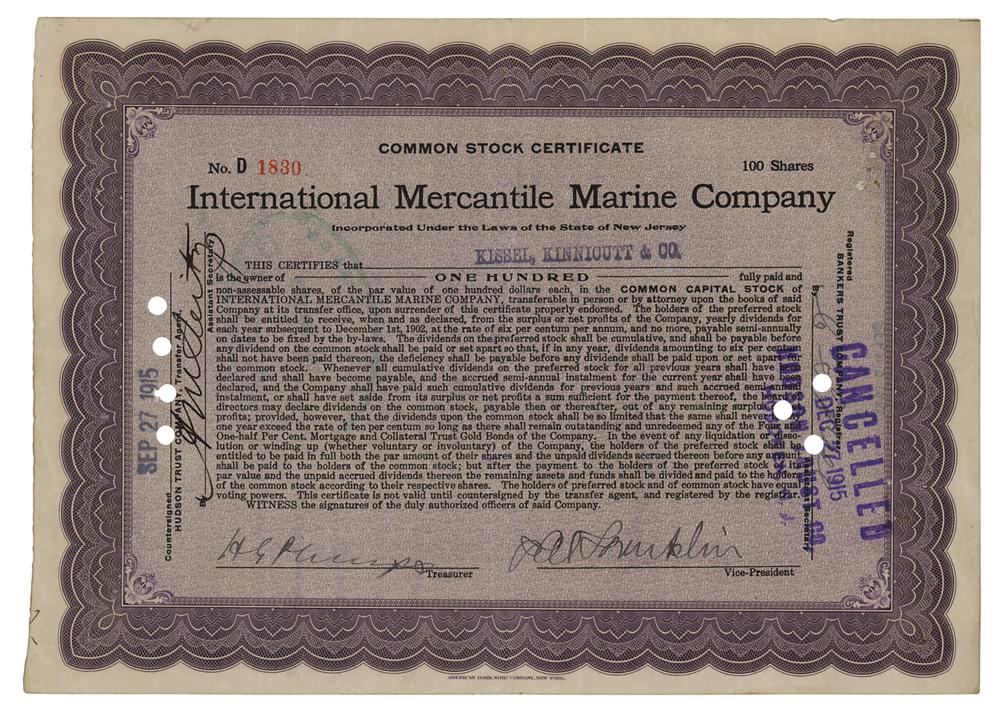 COMMON STOCK CERTIFICATE
No. D 1830
100 Shares
International Mercantile Marine Company
Incorporated Under the Laws of the State of New Jersey
KISSEL, KINNICUTT & CO.
THIS CERTIFIES that
is the owner of ONE HUNDRED fully paid and
non-assessable shares, of the par value of one hundred dollars each, in the COMMON CAPITAL STOCK of
INTERNATIONAL MERCANTILE MARINE COMPANY, transferable in person or by attorney upon the books of said
Company at its transfer office, upon surrender of this certificate properly endorsed. The holders of the preferred stock
shall be entitled to receive, when and as declared, from the surplus or net profits of the Company, yearly dividends for
each year subsequent to December 1st, 1902, at the rate of six per centum per annum, and no more, payable semi-annually
on dates to be fixed by the by-laws. The dividends on the preferred stock shall be cumulative, and shall be payable before
any dividend on the common stock shall be paid or set apart so that, if in any year, dividends amounting to six per centum
shall not have been paid thereon, the deficiency shall be payable before any dividends shall be paid upon or set apart for
the common stock. Whenever all cumulative dividends on the preferred stock for all previous years shall have been
declared and shall have become payable, and the accrued semi-annual instalment for the current year shall have been
declared, and the Company shall have paid such cumulative dividends for previous years and such accrued semi-annual
instalment, or shall have set aside from its surplus or net profits a sum sufficient for the payment thereof, the board of
directors may declare dividends on the common stock, payable then or thereafter, out of any remaining surplus
profits; provided, however, that the dividends upon the common stock shall be so limited that the same shall never
one year exceed the rate of ten per centum so long as there shall remain outstanding and unredeemed any of the Four and
One-half Per Cent. Mortgage and Collateral Trust Gold Bonds of the Company. In the event of any liquidation or disso-
lution or winding up (whether voluntary or involuntary) of the Company, the holders of the preferred stock shall be
entitled to be paid in full both the par amount of their shares and the unpaid dividends accrued thereon before any amount
shall be paid to the holders of the common stock; but after the payment to the holders of the preferred stock of its
par value and the unpaid accrued dividends thereon the remaining assets and funds shall be divided and paid to the holders
of the common stock according to their respective shares. The holders of preferred stock and of common stock have equal
voting powers. This certificate is not valid until countersigned by the transfer agent, and registered by the registrar.
WITNESS the signatures of the duly authorized officers of said Company.
Treasurer
Vice-President
Countersigned
HUDSON TRUST COMPANY, Transfer Agent
By
Assistant Secretary
SEP 27 1915
Registered
BANKERS TRUST COMPANY, Registrar
By
Assistant Secretary
DEC 7 1915
CANCELLED
HUDSON TRUST CO
AMERICAN BANK NOTE COMPANY, NEW YORK.